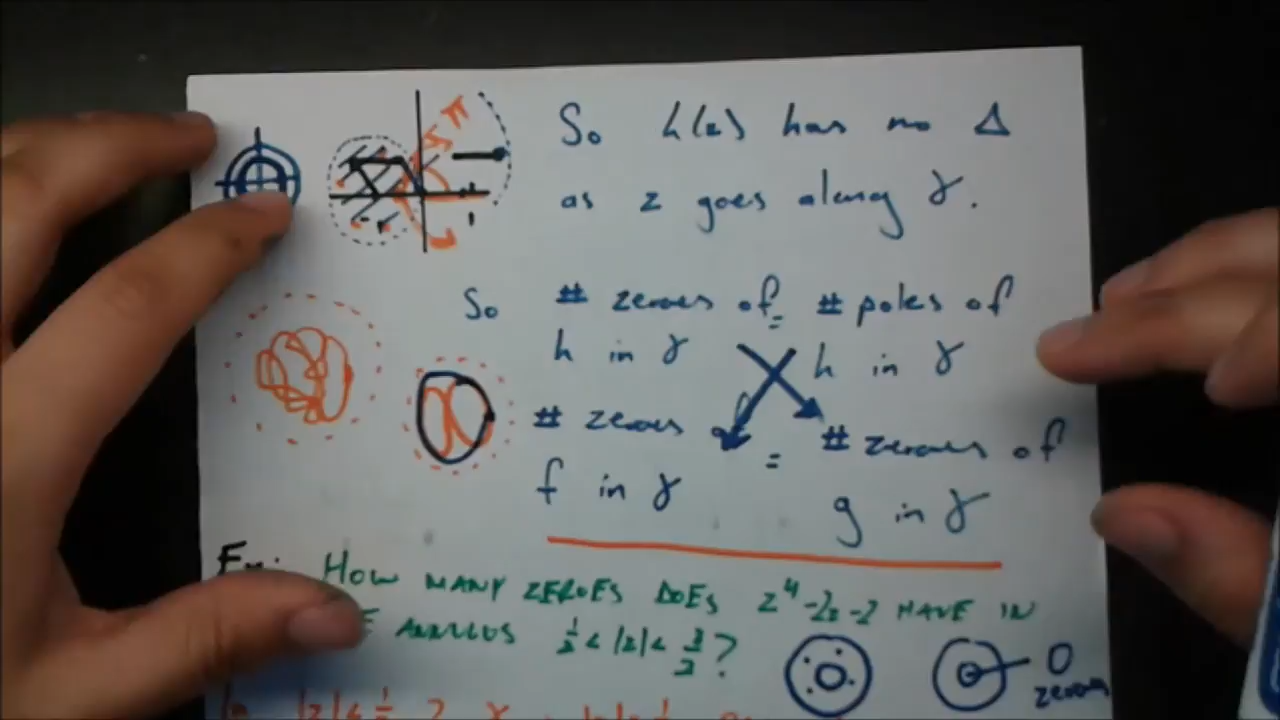 So h(z) has no Δ
as z goes along γ.
So # zeroes of = # poles of
h in γ h in γ
# zeroes of = # zeroes of
f in γ g in γ
Ex: HOW MANY ZEROES DOES z⁴-2z-2 HAVE IN
ANNULUS 1/2 < |z| < 3/2?
0
zeroes
π